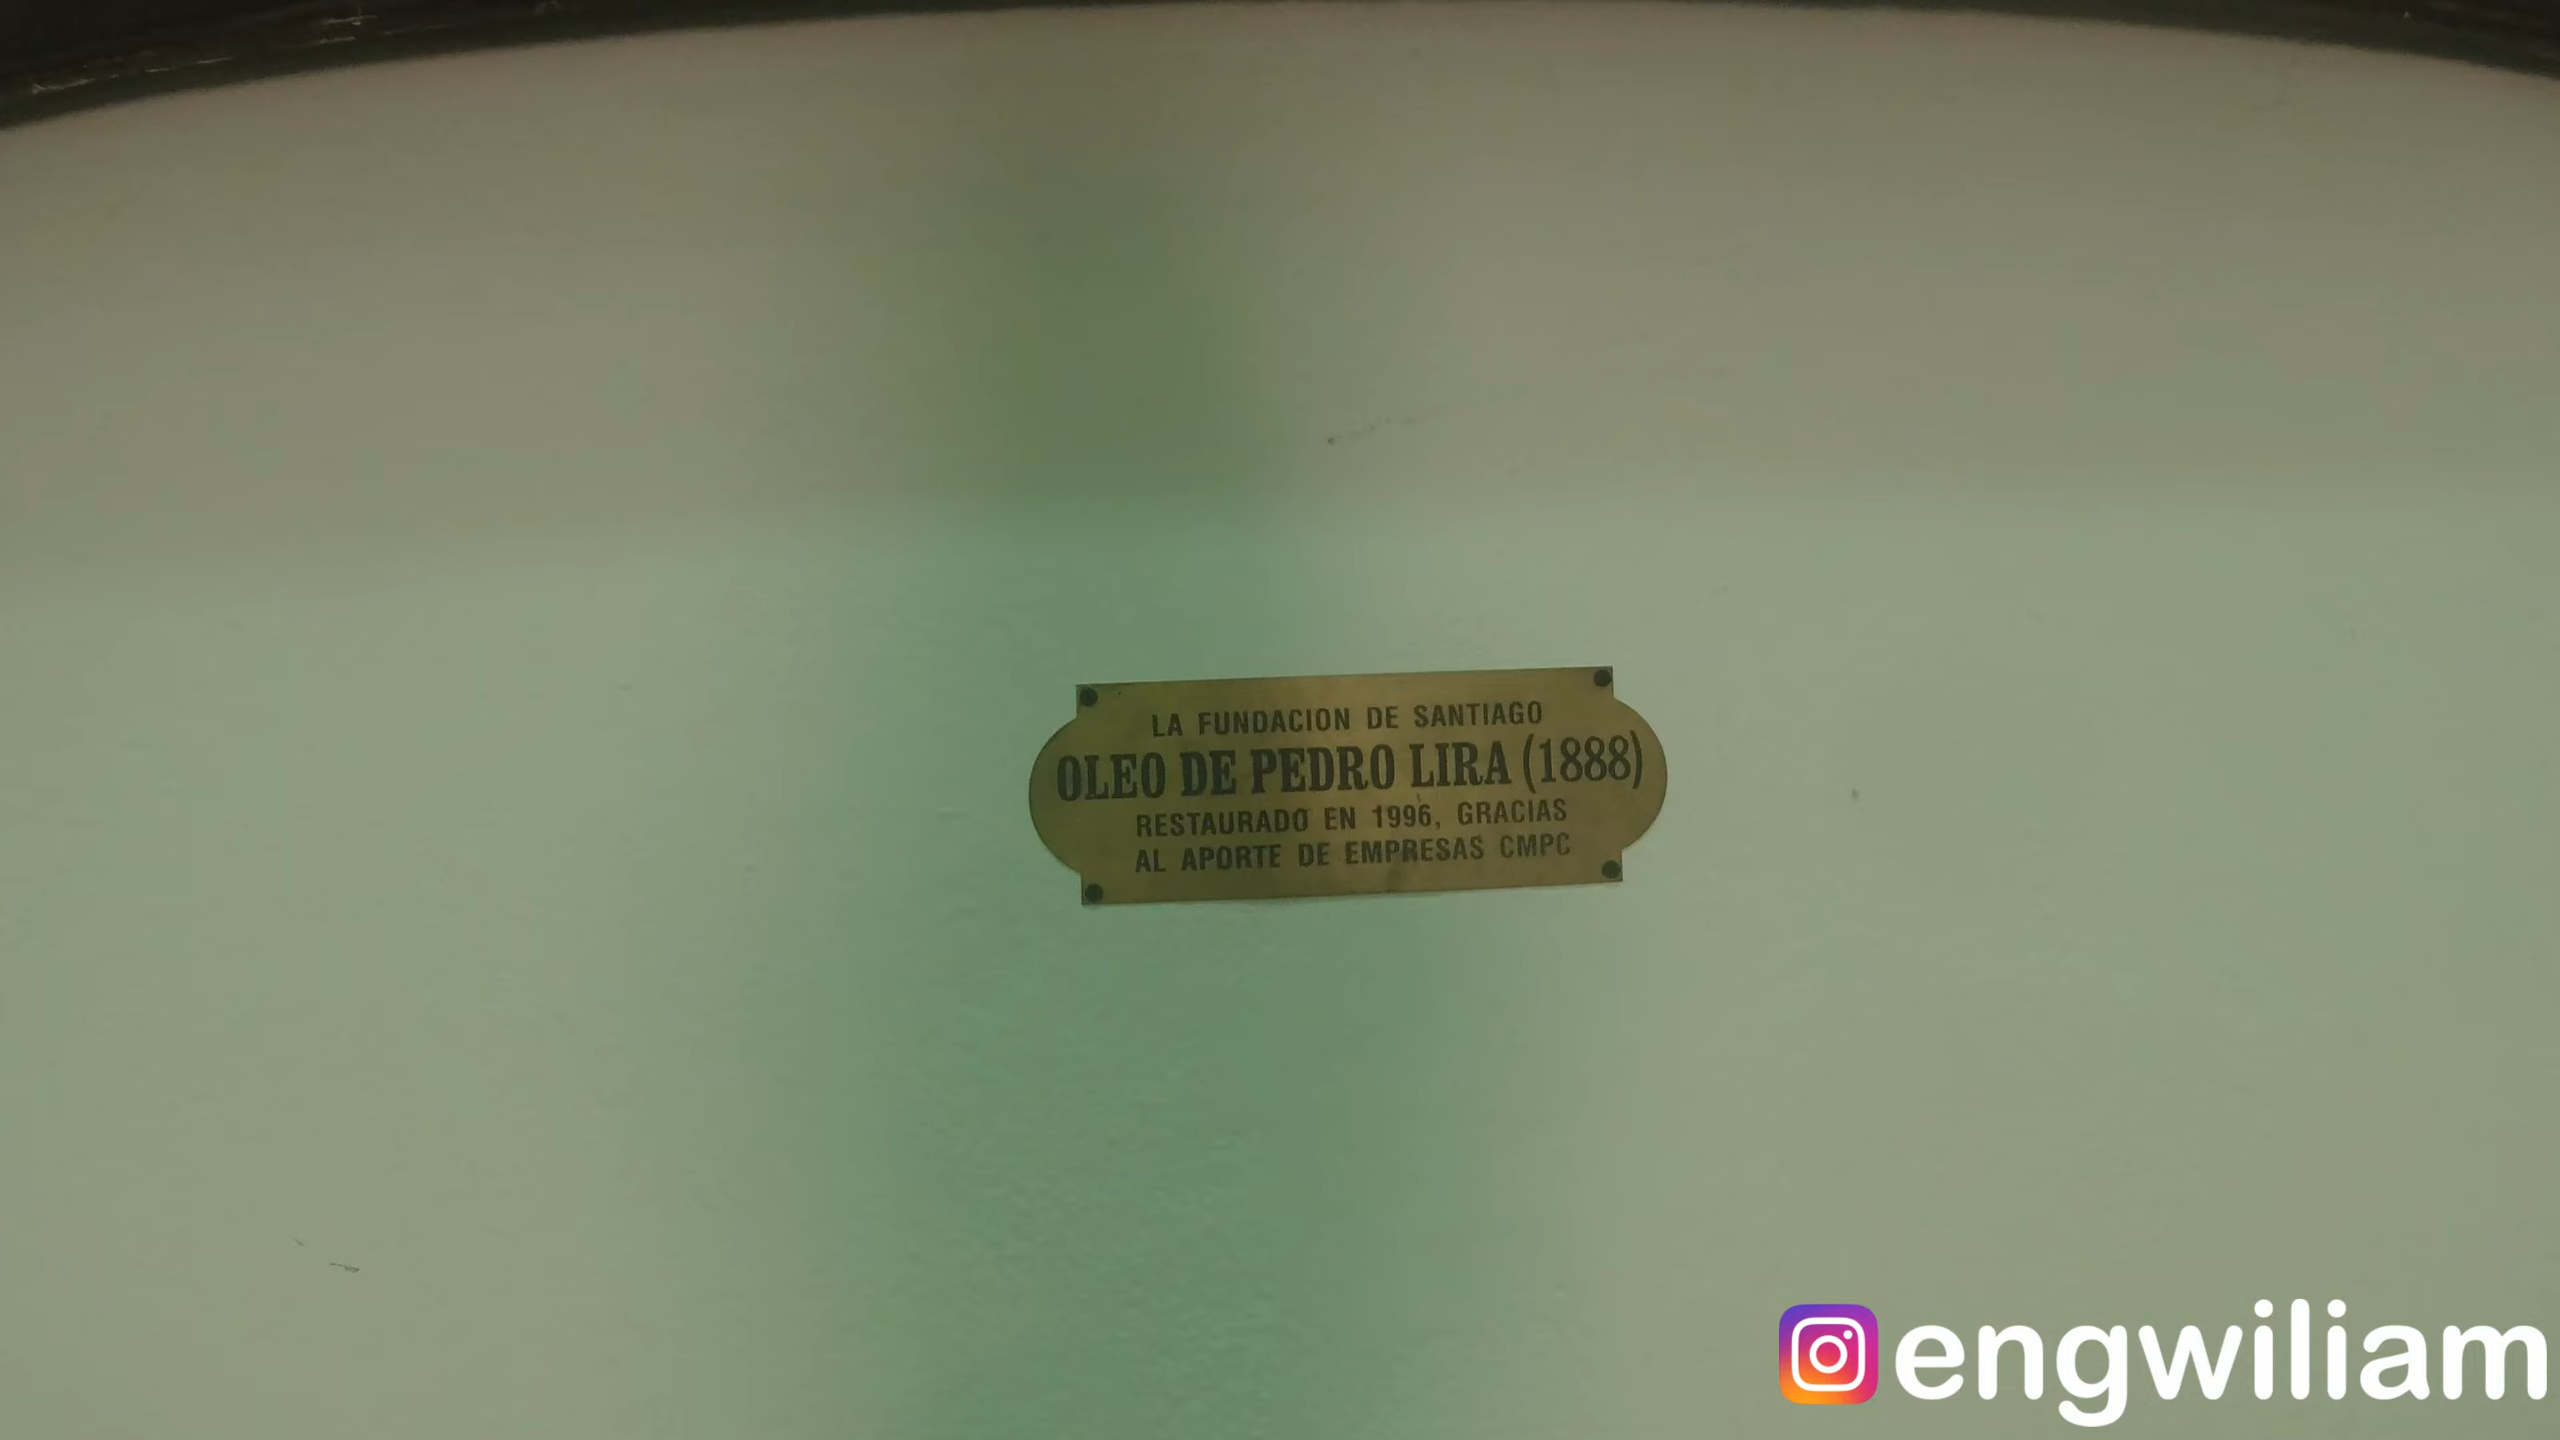 LA FUNDACION DE SANTIAGO
OLEO DE PEDRO LIRA (1888)
RESTAURADO EN 1996, GRACIAS
AL APORTE DE EMPRESAS CMPC
engwiliam